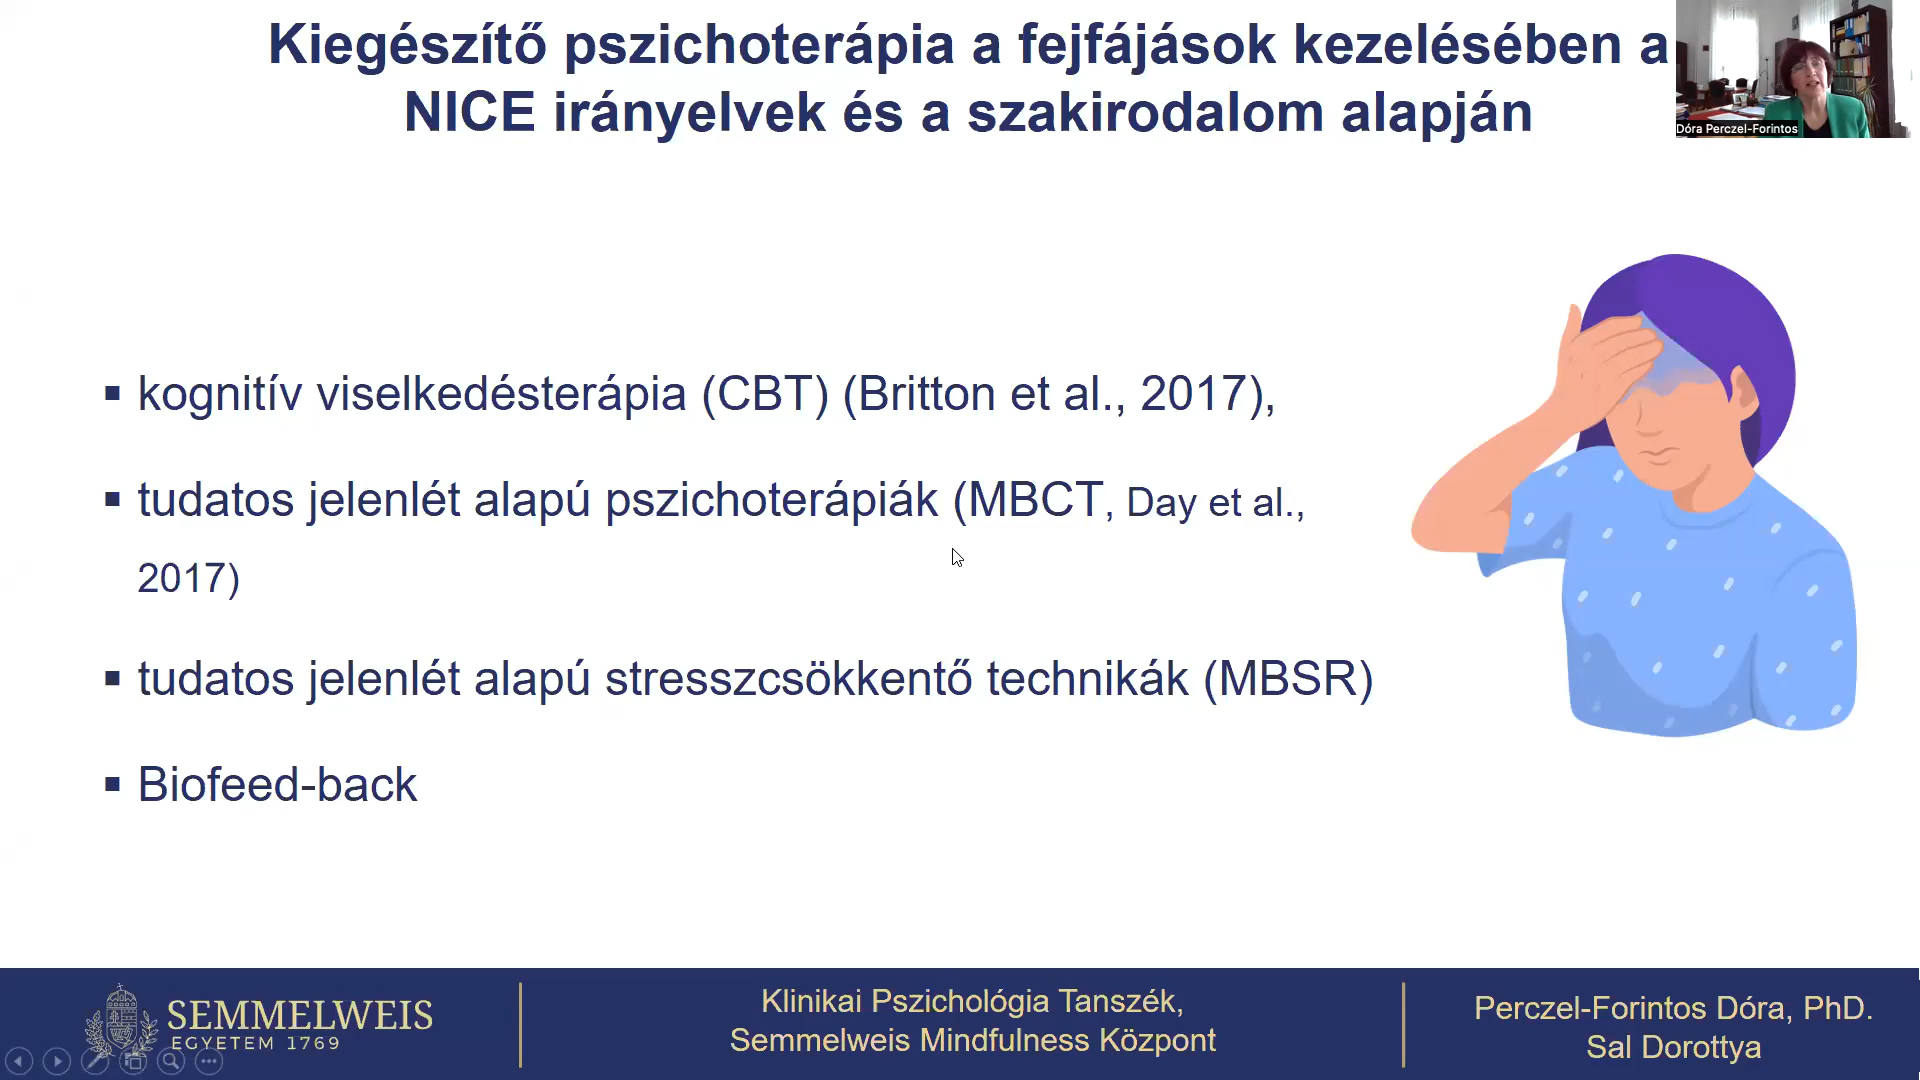 Kiegészítő pszichoterápia a fejfájások kezelésében a
NICE irányelvek és a szakirodalom alapján
Dóra Perczel-Forintos
▪ kognitív viselkedésterápia (CBT) (Britton et al., 2017),
▪ tudatos jelenlét alapú pszichoterápiák (MBCT, Day et al.,
2017)
▪ tudatos jelenlét alapú stresszcsökkentő technikák (MBSR)
▪ Biofeed-back
SEMMELWEIS
EGYETEM 1769
Klinikai Pszichológia Tanszék,
Semmelweis Mindfulness Központ
Perczel-Forintos Dóra, PhD.
Sal Dorottya